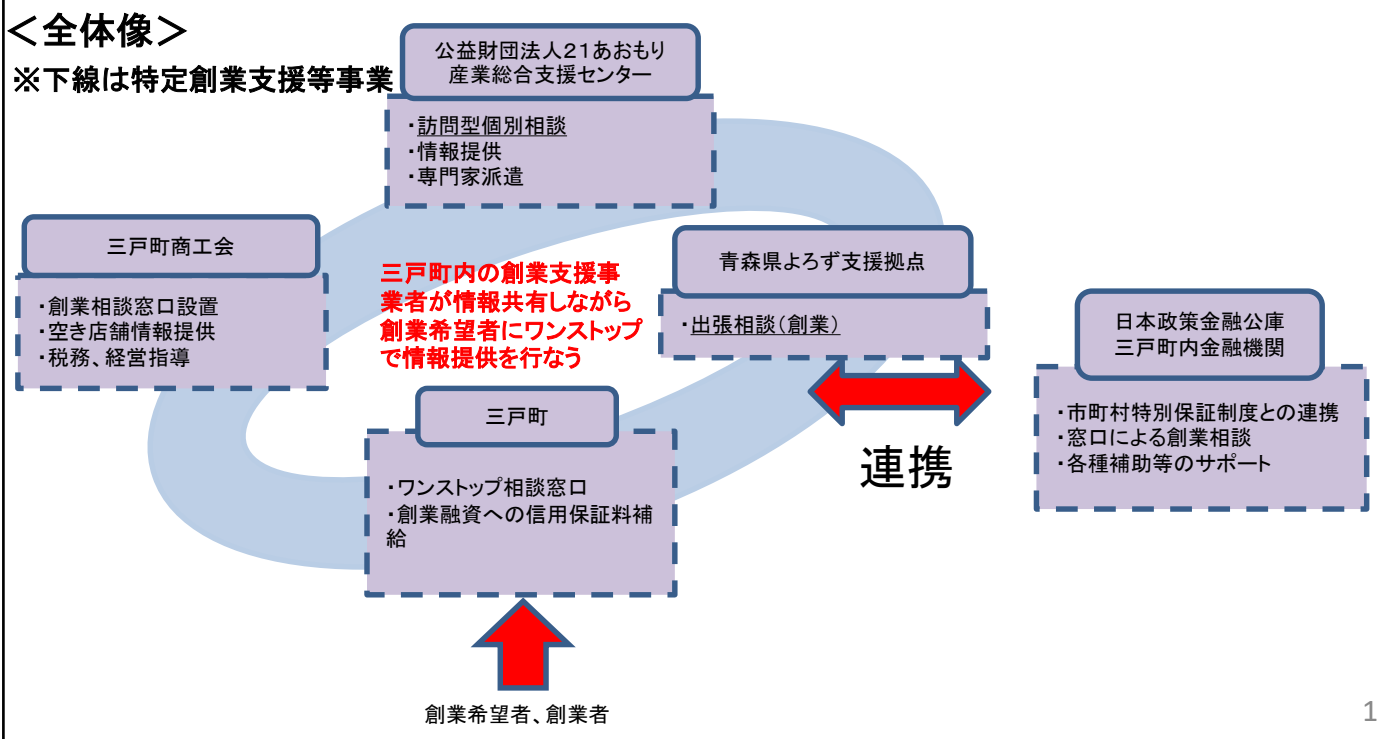 ＜全体像＞
※下線は特定創業支援等事業
公益財団法人２１あおもり
産業総合支援センター
・訪問型個別相談
・情報提供
・専門家派遣
三戸町商工会
・創業相談窓口設置
・空き店舗情報提供
・税務、経営指導
三戸町内の創業支援事
業者が情報共有しながら
創業希望者にワンストップ
で情報提供を行なう
青森県よろず支援拠点
・出張相談（創業）
連携
日本政策金融公庫
三戸町内金融機関
・市町村特別保証制度との連携
・窓口による創業相談
・各種補助等のサポート
三戸町
・ワンストップ相談窓口
・創業融資への信用保証料補
給
創業希望者、創業者
1